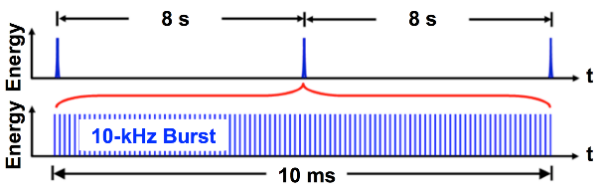 8 s 8 s
Energy
t
Energy
10-kHz Burst
t
10 ms